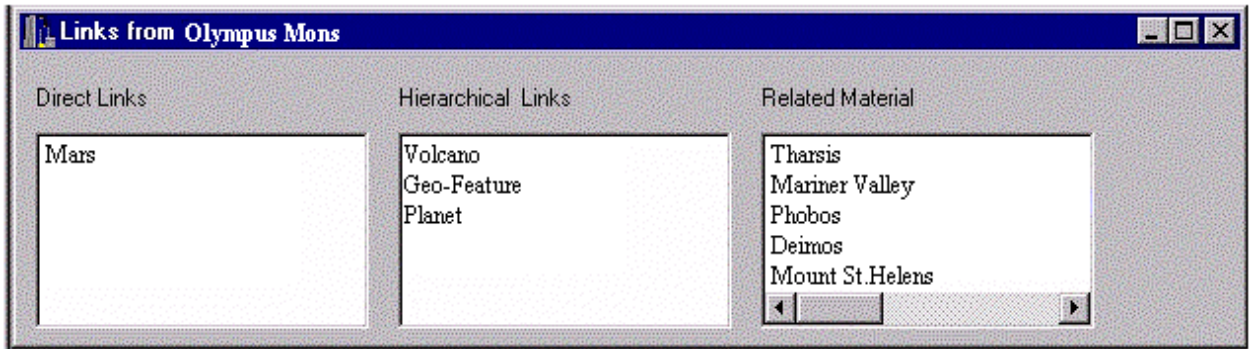 Links from Olympus Mons
Direct Links
Hierarchical Links
Related Material
Mars
Volcano
Geo-Feature
Planet
Tharsis
Mariner Valley
Phobos
Deimos
Mount St.Helens